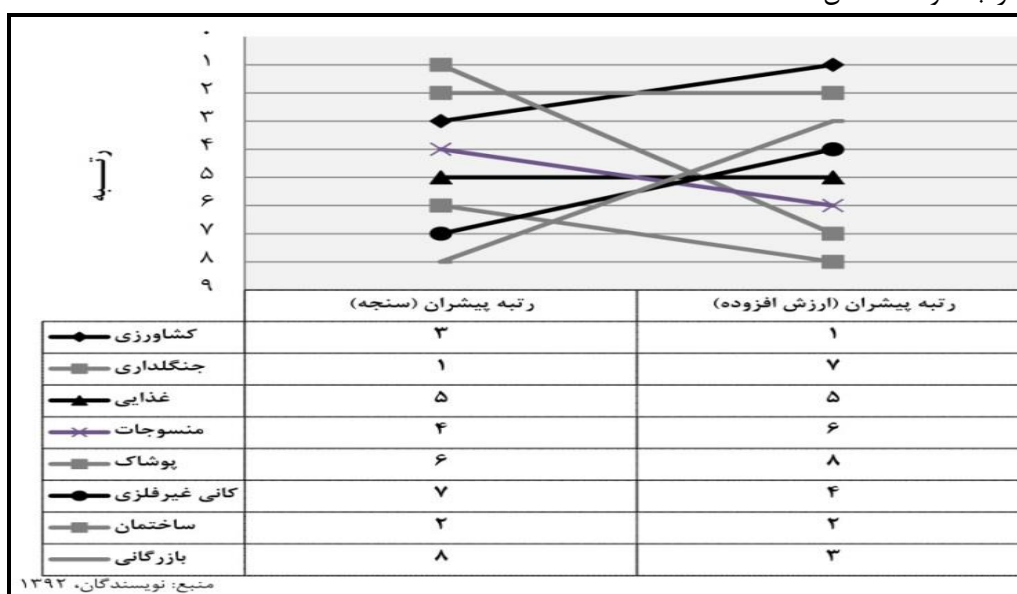 ۰
۱
۲
۳
۴
۵
۶
۷
۸
۹
رتبه
رتبه پیشران (سنجه) رتبه پیشران (ارزش افزوده)
کشاورزی ۳ ۱
جنگلداری ۱ ۷
غذایی ۵ ۵
منسوجات ۴ ۶
پوشاک ۶ ۸
کانی غیرفلزی ۷ ۴
ساختمان ۲ ۲
بازرگانی ۸ ۳
منبع: نویسندگان، ۱۳۹۲